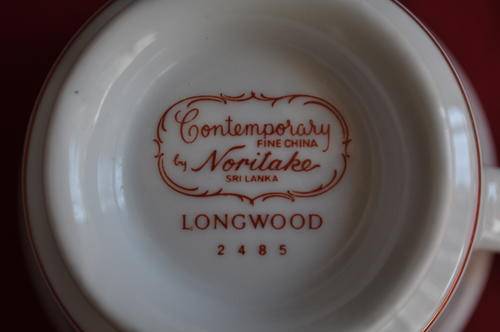 Contemporary
FINE CHINA
by Noritake
SRI LANKA
LONGWOOD
2485